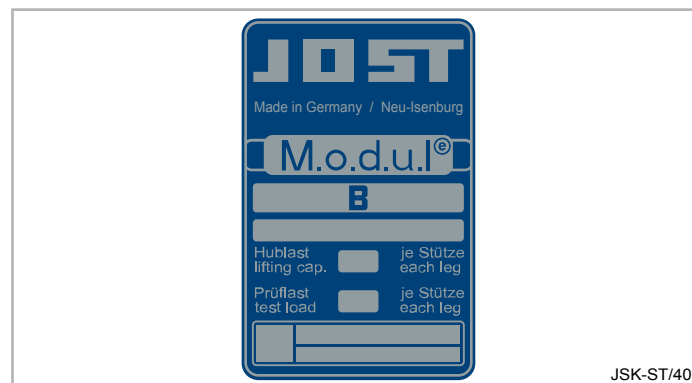 JOST
Made in Germany / Neu-Isenburg
M.o.d.u.l®
B
Hublast je Stütze
lifting cap. each leg
Prüflast je Stütze
test load each leg
JSK-ST/40